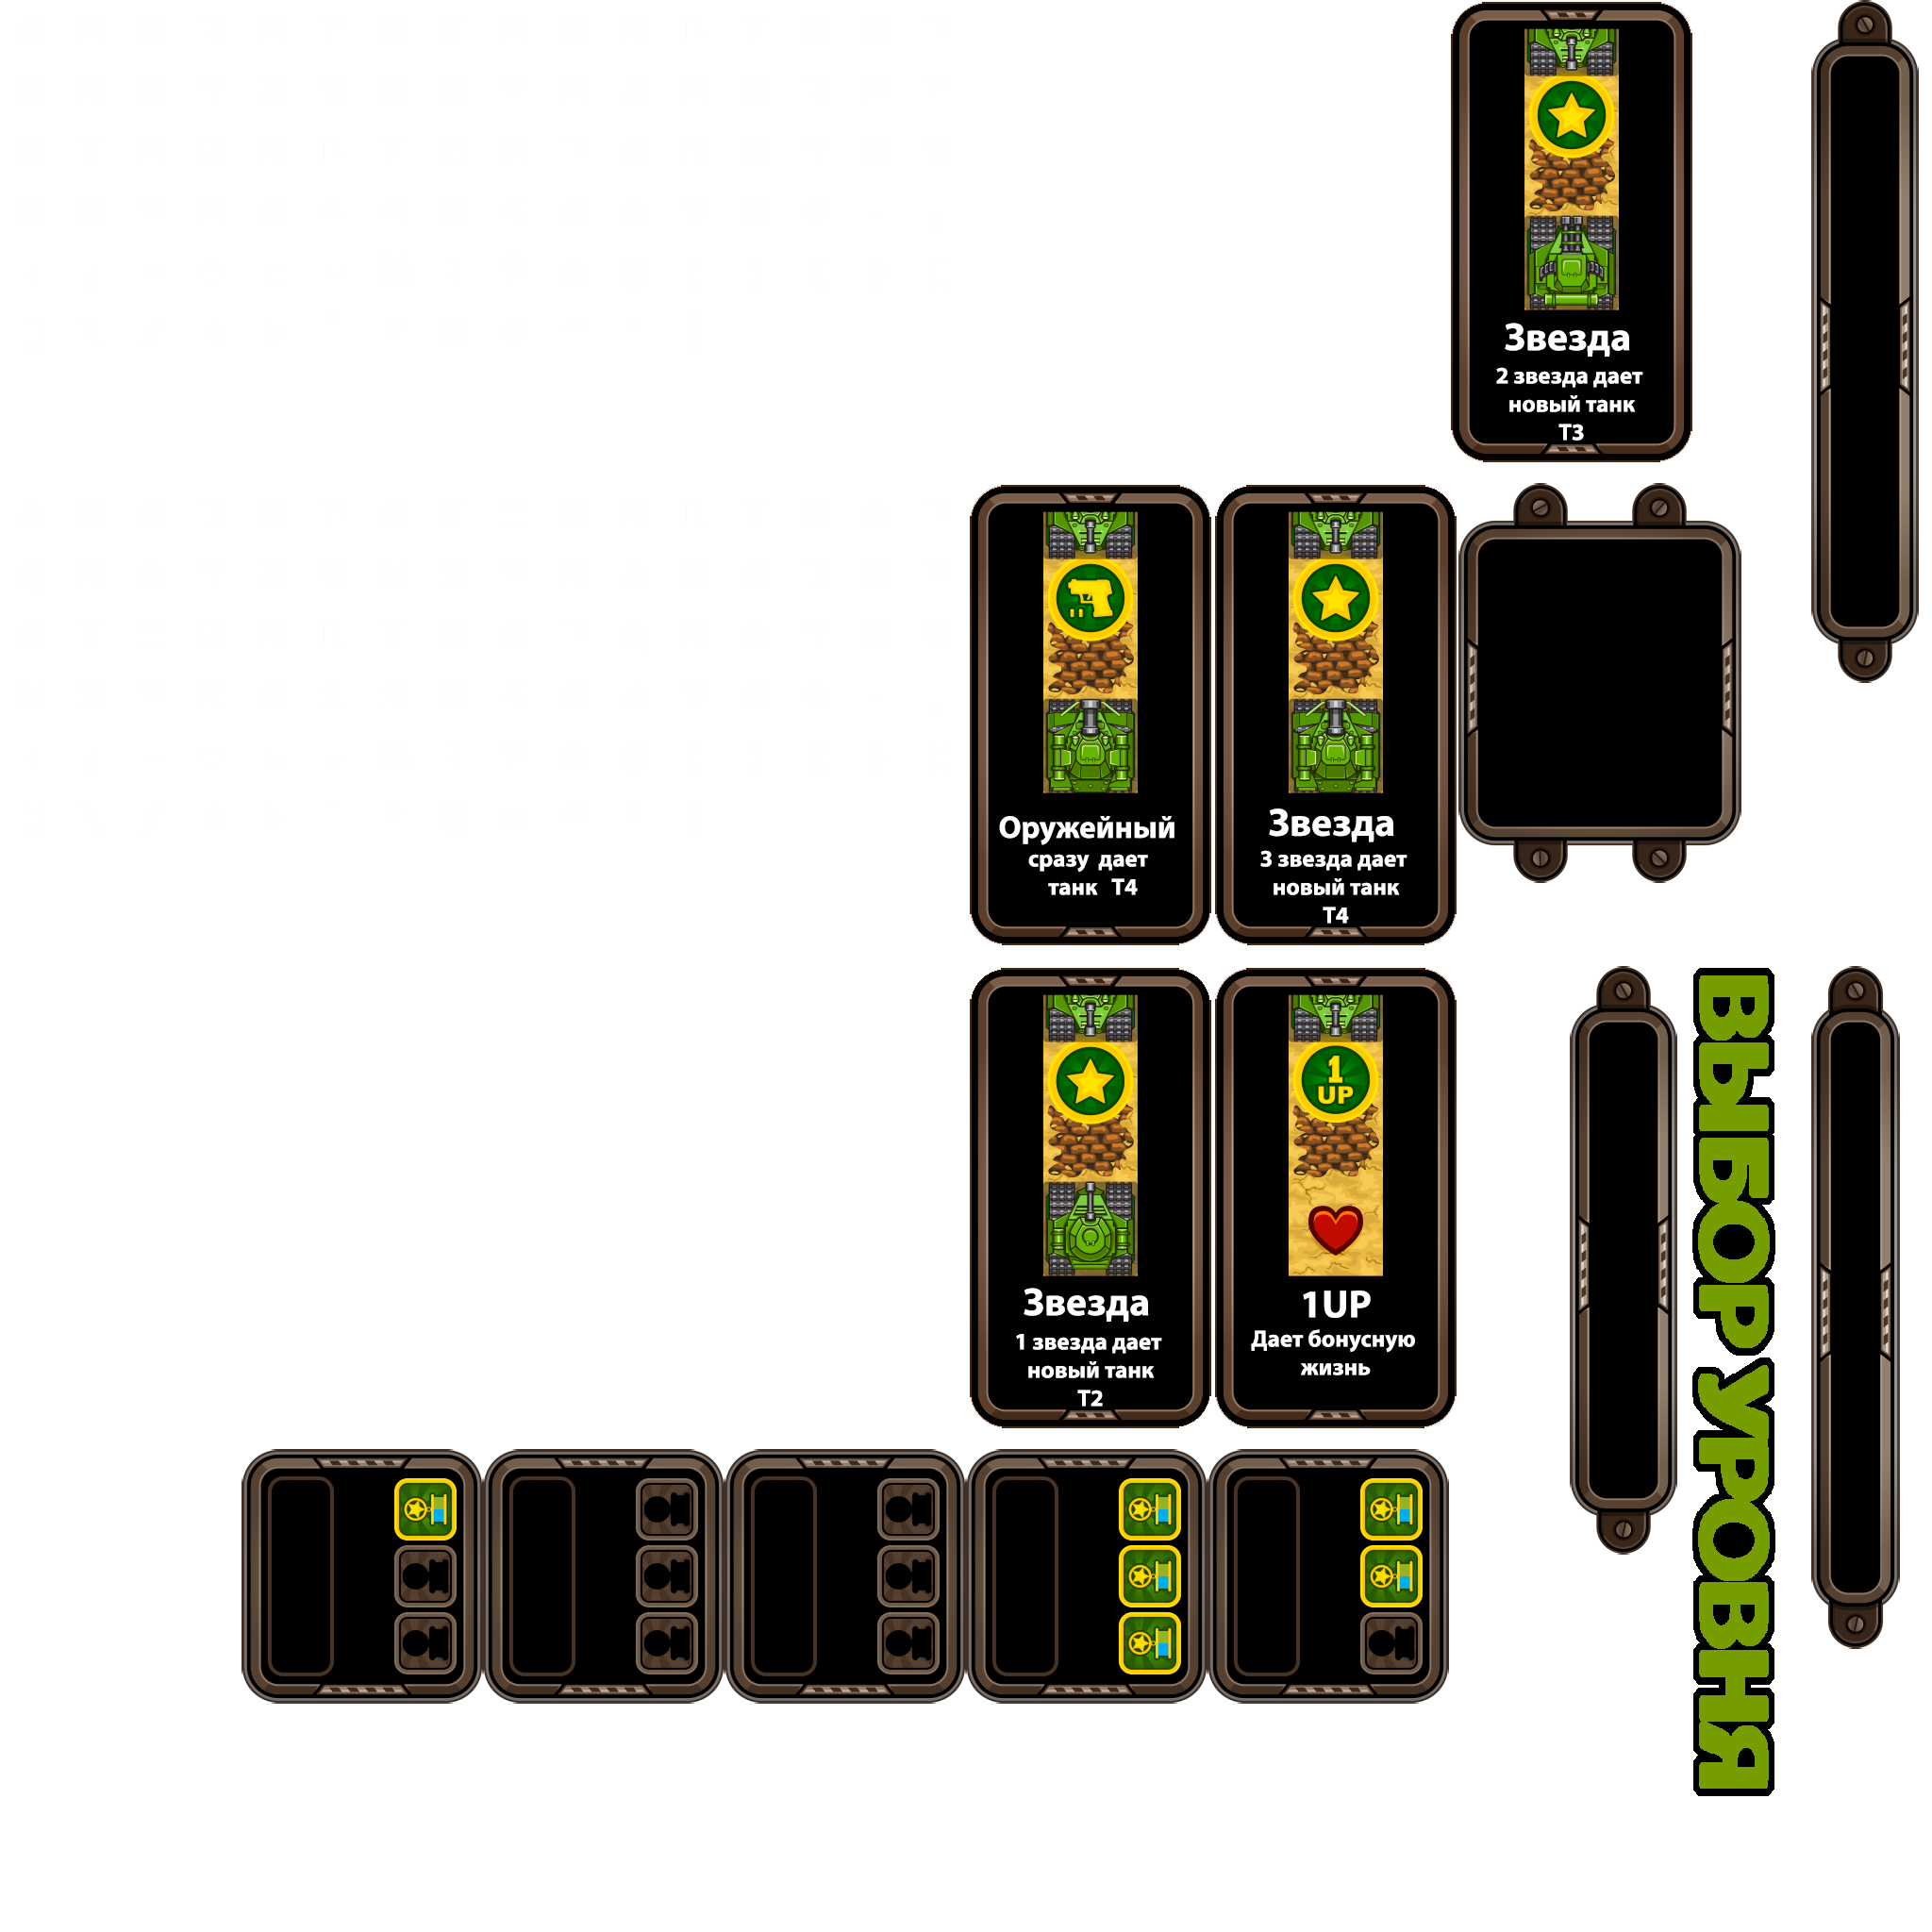 Звезда
2 звезда дает
новый танк
Т3
Оружейный
сразу дает
танк Т4
Звезда
3 звезда дает
новый танк
Т4
Звезда
1 звезда дает
новый танк
Т2
1
UP
1UP
Дает бонусную
жизнь
ВЫБОР УРОВНЯ